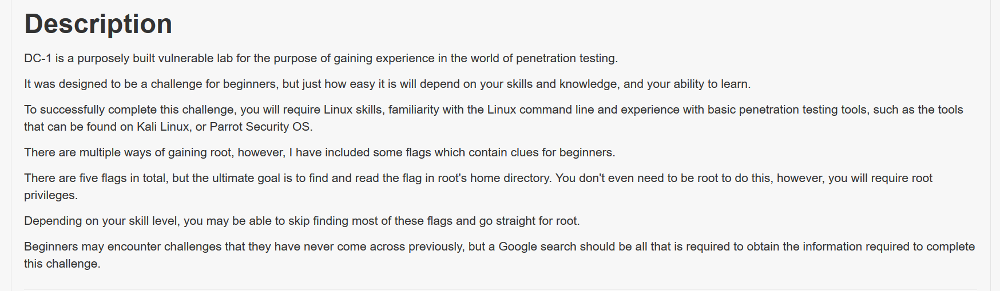 Description
DC-1 is a purposely built vulnerable lab for the purpose of gaining experience in the world of penetration testing.
It was designed to be a challenge for beginners, but just how easy it is will depend on your skills and knowledge, and your ability to learn.
To successfully complete this challenge, you will require Linux skills, familiarity with the Linux command line and experience with basic penetration testing tools, such as the tools
that can be found on Kali Linux, or Parrot Security OS.
There are multiple ways of gaining root, however, I have included some flags which contain clues for beginners.
There are five flags in total, but the ultimate goal is to find and read the flag in root's home directory. You don't even need to be root to do this, however, you will require root
privileges.
Depending on your skill level, you may be able to skip finding most of these flags and go straight for root.
Beginners may encounter challenges that they have never come across previously, but a Google search should be all that is required to obtain the information required to complete
this challenge.